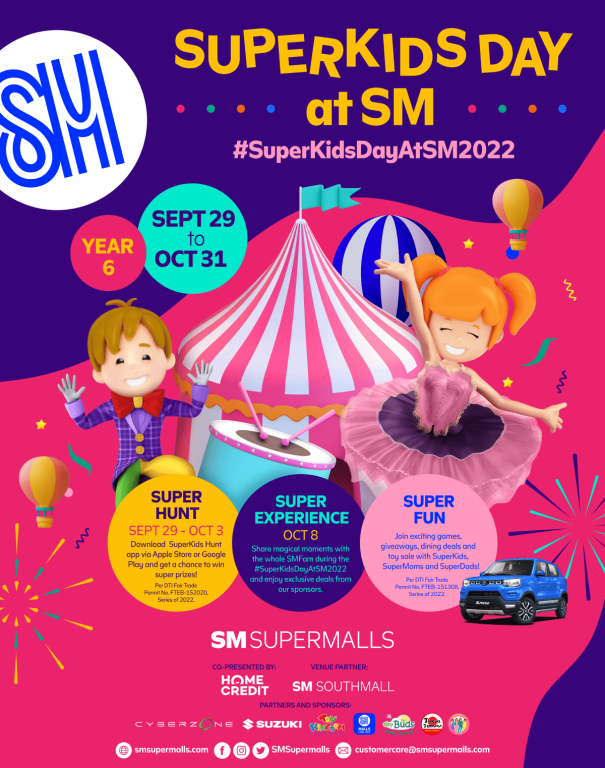 SM
SUPERKIDS DAY
at SM
#SuperKidsDayAtSM2022
YEAR
6
SEPT 29
to
OCT 31
SUPER
HUNT
SEPT 29 - OCT 3
Download SuperKids Hunt
app via Apple Store or Google
Play and get a chance to win
super prizes!
Per DTI Fair Trade
Permit No. FTEB-152020,
Series of 2022.
SUPER
EXPERIENCE
OCT 8
Share magical moments with
the whole SMFam during the
#SuperKidsDayAtSM2022
and enjoy exclusive deals from
our sponsors.
SUPER
FUN
Join exciting games,
giveaways, dining deals and
toy sale with SuperKids,
SuperMoms and SuperDads!
Per DTI Fair Trade
Permit No. FTEB-151308,
Series of 2022.
SM SUPERMALLS
CO-PRESENTED BY:
HOME
CREDIT
VENUE PARTNER:
SM SOUTHMALL
PARTNERS AND SPONSORS:
CYBERZONE
SUZUKI
Toy Kingdom
MALLS
smsupermalls.com
SMSupermalls
customercare@smsupermalls.com